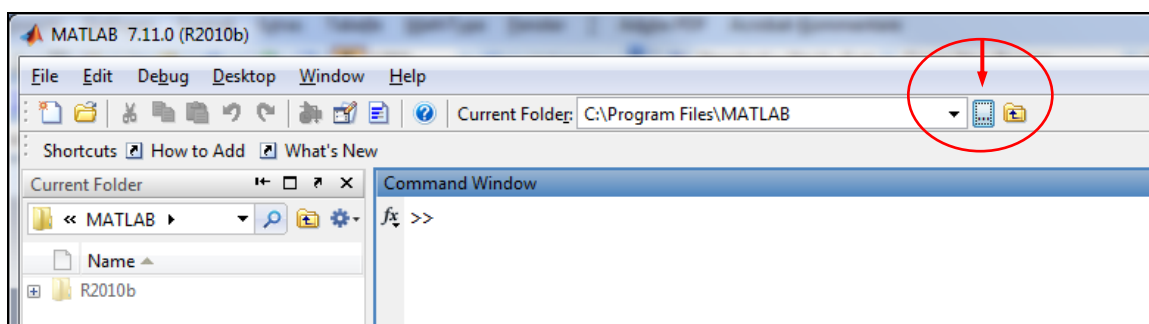 MATLAB 7.11.0 (R2010b)
File Edit Debug Desktop Window Help
Current Folder: C:\Program Files\MATLAB ...
Shortcuts How to Add What's New
Current Folder
Command Window
« MATLAB
fx >>
Name
R2010b